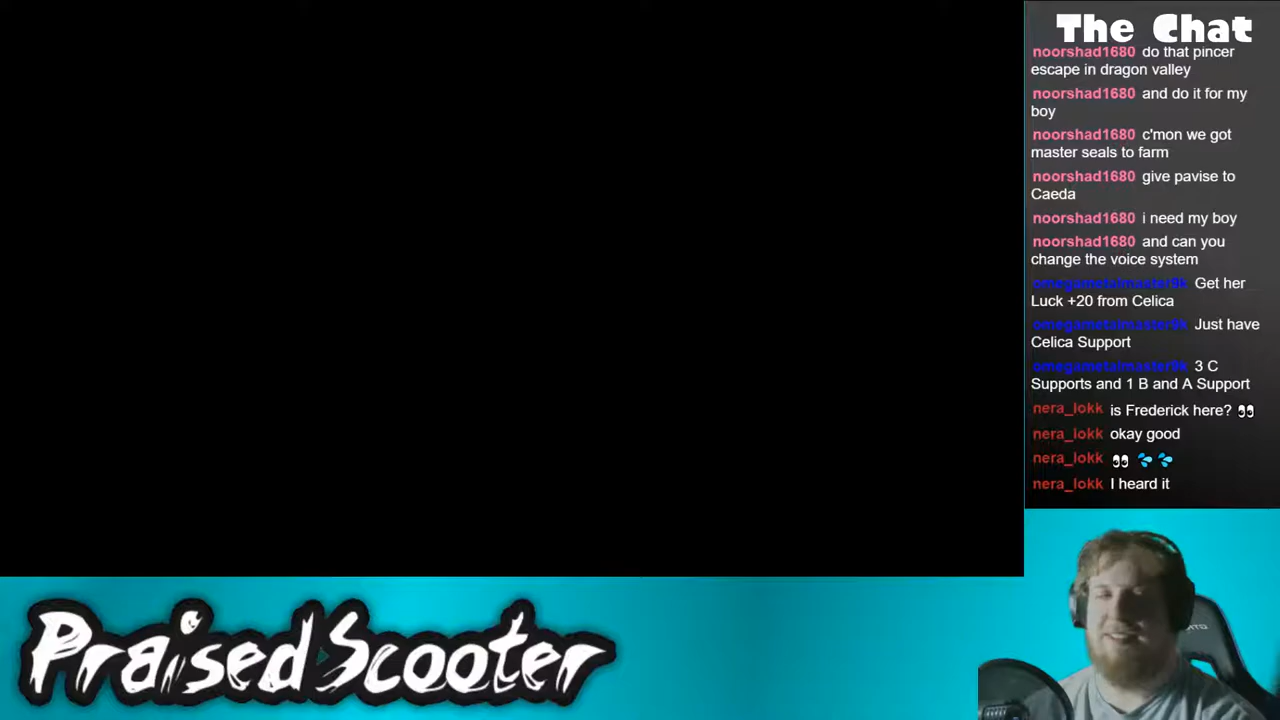 The Chat
noorshad1680 do that pincer
escape in dragon valley
noorshad1680 and do it for my
boy
noorshad1680 c'mon we got
master seals to farm
noorshad1680 give pavise to
Caeda
noorshad1680 i need my boy
noorshad1680 and can you
change the voice system
omegametalmaster9k Get her
Luck +20 from Celica
omegametalmaster9k Just have
Celica Support
omegametalmaster9k 3 C
Supports and 1 B and A Support
nera_lokk is Frederick here? 👀
nera_lokk okay good
nera_lokk 👀 💦 💦
nera_lokk I heard it
PraisedScooter